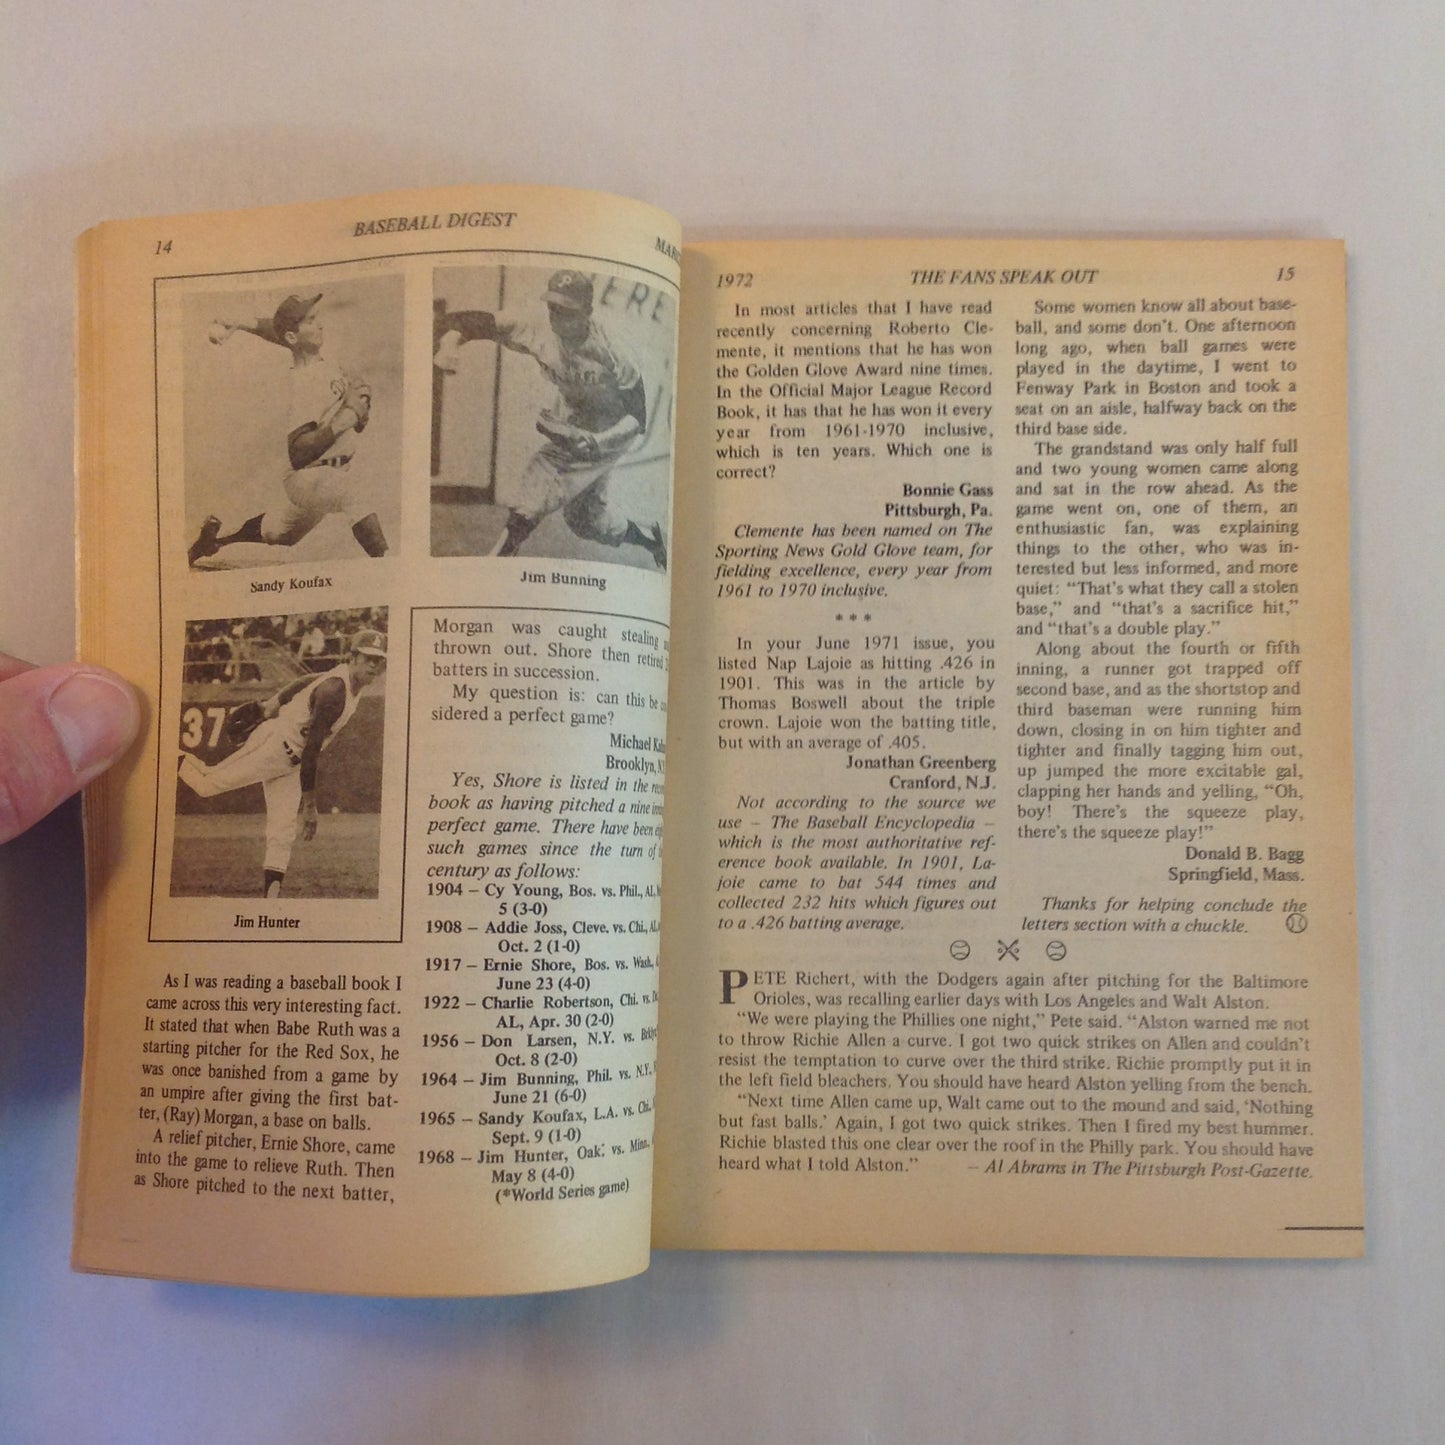 14
BASEBALL DIGEST
Sandy Koufax
Jim Bunning
37
Jim Hunter
As I was reading a baseball book I
came across this very interesting fact.
It stated that when Babe Ruth was a
starting pitcher for the Red Sox, he
was once banished from a game by
an umpire after giving the first bat-
ter, (Ray) Morgan, a base on balls.
A relief pitcher, Ernie Shore, came
into the game to relieve Ruth. Then
as Shore pitched to the next batter,
Morgan was caught stealing
thrown out. Shore then retired
batters in succession.
My question is: can this be
sidered a perfect game?
Michael
Brooklyn,
Yes, Shore is listed in the
book as having pitched a nine
perfect game. There have been
such games since the turn of
century as follows:
1904 – Cy Young, Bos. vs. Phil., AL,
5 (3-0)
1908 – Addie Joss, Cleve. vs. Chi.,
Oct. 2 (1-0)
1917 – Ernie Shore, Bos. vs. Wash.,
June 23 (4-0)
1922 – Charlie Robertson, Chi. vs.
AL, Apr. 30 (2-0)
1956 – Don Larsen, N.Y. vs.
Oct. 8 (2-0)
1964 – Jim Bunning, Phil. vs. N.Y.
June 21 (6-0)
1965 – Sandy Koufax, L.A. vs. Chi.,
Sept. 9 (1-0)
1968 – Jim Hunter, Oak. vs. Minn.
May 8 (4-0)
(*World Series game)
1972
THE FANS SPEAK OUT
15
In most articles that I have read
recently concerning Roberto Cle-
mente, it mentions that he has won
the Golden Glove Award nine times.
In the Official Major League Record
Book, it has that he has won it every
year from 1961-1970 inclusive,
which is ten years. Which one is
correct?
Bonnie Gass
Pittsburgh, Pa.
Clemente has been named on The
Sporting News Gold Glove team, for
fielding excellence, every year from
1961 to 1970 inclusive.
* * *
In your June 1971 issue, you
listed Nap Lajoie as hitting .426 in
1901. This was in the article by
Thomas Boswell about the triple
crown. Lajoie won the batting title,
but with an average of .405.
Jonathan Greenberg
Cranford, N.J.
Not according to the source we
use – The Baseball Encyclopedia –
which is the most authoritative ref-
erence book available. In 1901, La-
joie came to bat 544 times and
collected 232 hits which figures out
to a .426 batting average.
Some women know all about base-
ball, and some don't. One afternoon
long ago, when ball games were
played in the daytime, I went to
Fenway Park in Boston and took a
seat on an aisle, halfway back on the
third base side.
The grandstand was only half full
and two young women came along
and sat in the row ahead. As the
game went on, one of them, an
enthusiastic fan, was explaining
things to the other, who was in-
terested but less informed, and more
quiet: "That's what they call a stolen
base," and "that's a sacrifice hit,"
and "that's a double play."
Along about the fourth or fifth
inning, a runner got trapped off
second base, and as the shortstop and
third baseman were running him
down, closing in on him tighter and
tighter and finally tagging him out,
up jumped the more excitable gal,
clapping her hands and yelling, "Oh,
boy! There's the squeeze play,
there's the squeeze play!"
Donald B. Bagg
Springfield, Mass.
Thanks for helping conclude the
letters section with a chuckle.
PETE Richert, with the Dodgers again after pitching for the Baltimore
Orioles, was recalling earlier days with Los Angeles and Walt Alston.
"We were playing the Phillies one night," Pete said. "Alston warned me not
to throw Richie Allen a curve. I got two quick strikes on Allen and couldn't
resist the temptation to curve over the third strike. Richie promptly put it in
the left field bleachers. You should have heard Alston yelling from the bench.
"Next time Allen came up, Walt came out to the mound and said, 'Nothing
but fast balls.' Again, I got two quick strikes. Then I fired my best hummer.
Richie blasted this one clear over the roof in the Philly park. You should have
heard what I told Alston." – Al Abrams in The Pittsburgh Post-Gazette.